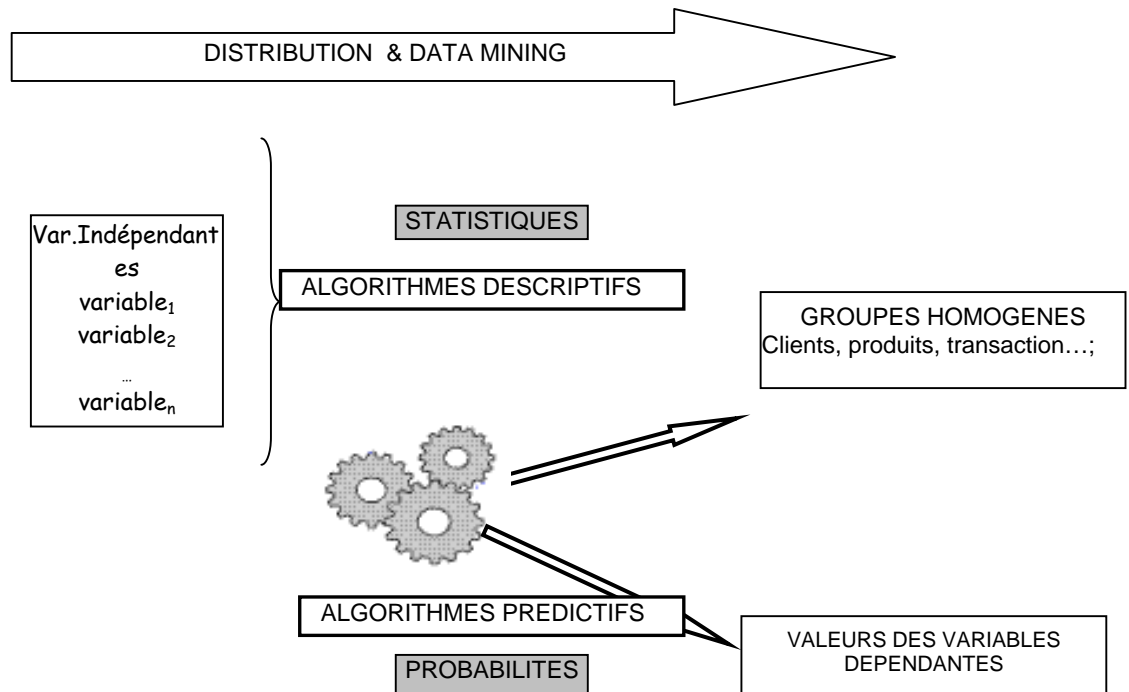 DISTRIBUTION & DATA MINING
Var.Indépendant
es
variable₁
variable₂
...
variableₙ
STATISTIQUES
ALGORITHMES DESCRIPTIFS
GROUPES HOMOGENES
Clients, produits, transaction…;
ALGORITHMES PREDICTIFS
PROBABILITES
VALEURS DES VARIABLES
DEPENDANTES